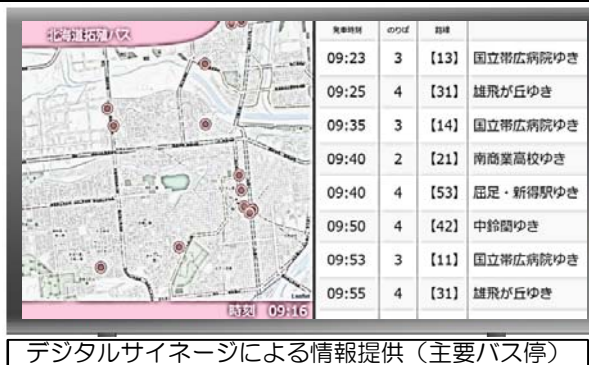 北海道拓殖バス
発車時刻 のりば 路線
09:23 3 【13】 国立帯広病院ゆき
09:25 4 【31】 雄飛が丘ゆき
09:35 3 【14】 国立帯広病院ゆき
09:40 2 【21】 南商業高校ゆき
09:40 4 【53】 屈足・新得駅ゆき
09:50 4 【42】 中鈴蘭ゆき
09:53 3 【11】 国立帯広病院ゆき
09:55 4 【31】 雄飛が丘ゆき
Leaflet
時刻 09:16
デジタルサイネージによる情報提供（主要バス停）